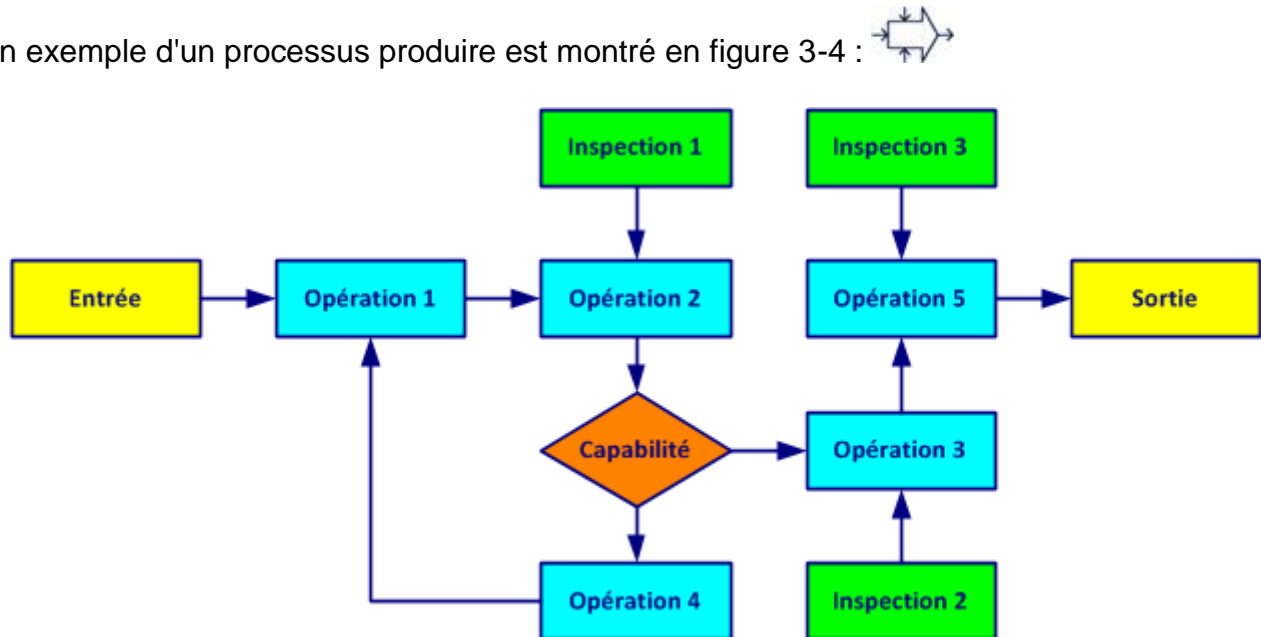 n exemple d'un processus produire est montré en figure 3-4 :
Inspection 1
Inspection 3
Entrée
Opération 1
Opération 2
Opération 5
Sortie
Capabilité
Opération 3
Opération 4
Inspection 2